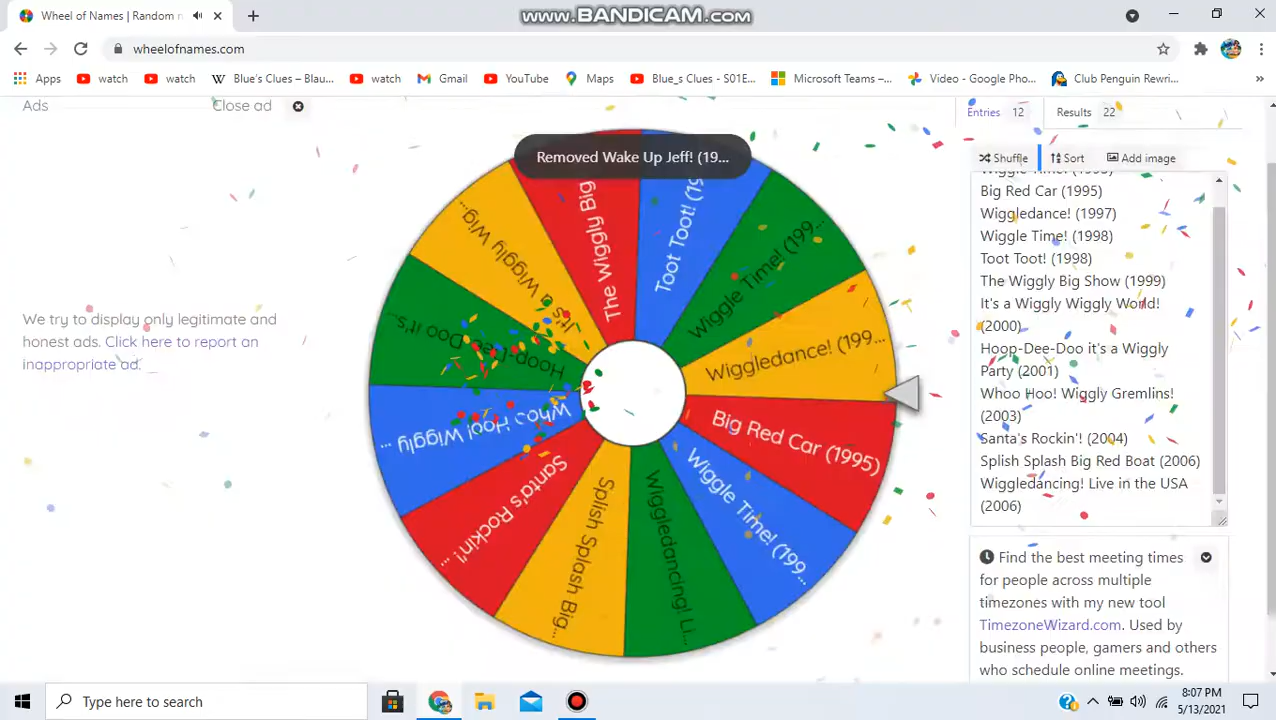 www.BANDICAM.com
Wheel of Names | Random r
wheelofnames.com
Apps watch watch Blue's Clues – Blau... watch Gmail YouTube Maps Blue_s Clues - S01E... Microsoft Teams –... Video - Google Pho... Club Penguin Rewri... »
Ads Close ad
Entries 12 Results 22
Removed Wake Up Jeff! (19...
Shuffle Sort Add image
Big Red Car (1995)
Wiggledance! (1997)
Wiggle Time! (1998)
Toot Toot! (1998)
The Wiggly Big Show (1999)
It's a Wiggly Wiggly World!
(2000)
Hoop-Dee-Doo it's a Wiggly
Party (2001)
Whoo Hoo! Wiggly Gremlins!
(2003)
Santa's Rockin'! (2004)
Splish Splash Big Red Boat (2006)
Wiggledancing! Live in the USA
(2006)
The Wiggly Big
Toot Toot! (19
Wiggle Time! (199...
Wiggledance! (199...
Big Red Car (1995)
Wiggle Time! (199...
Wiggledancing! Li...
Splish Splash Big...
Santa's Rockin'! ...
Whoo Hoo! Wiggly ...
Hoop-Dee-Doo it's
It's a Wiggly Wig...
We try to display only legitimate and
honest ads. Click here to report an
inappropriate ad.
Find the best meeting times
for people across multiple
timezones with my new tool
TimezoneWizard.com. Used by
business people, gamers and others
who schedule online meetings.
Type here to search
8:07 PM
5/13/2021